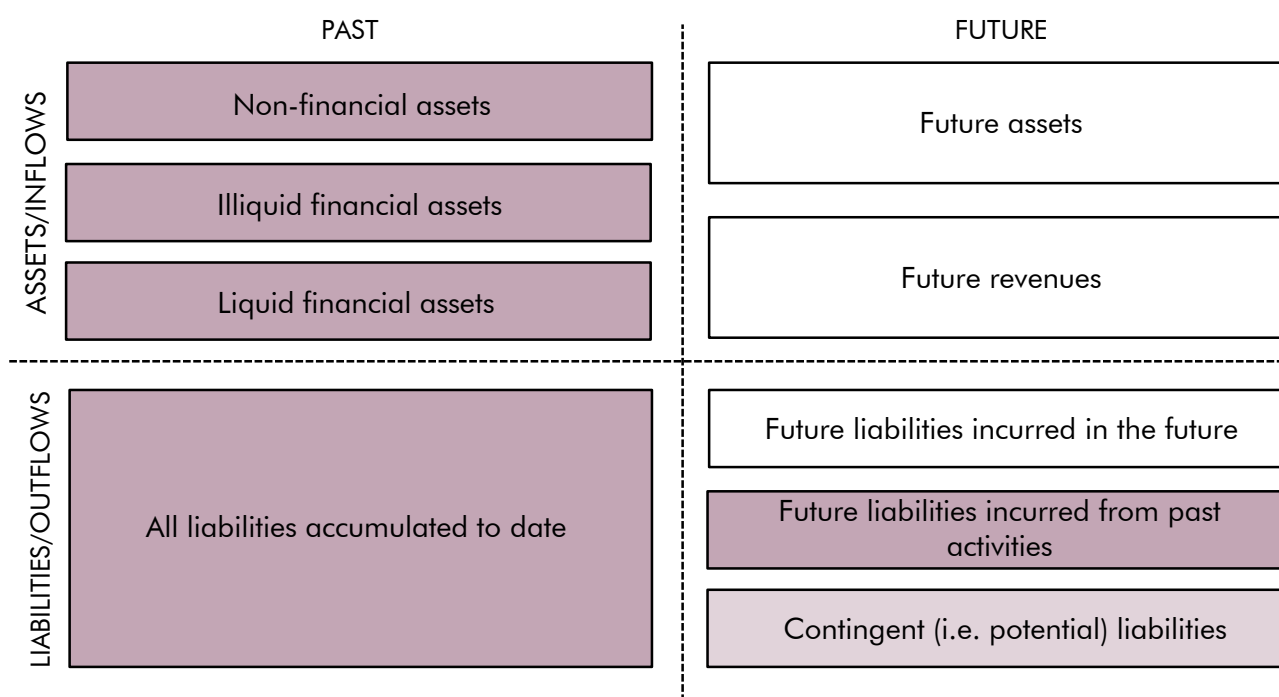 PAST
FUTURE
ASSETS/INFLOWS
Non-financial assets
Illiquid financial assets
Liquid financial assets
Future assets
Future revenues
LIABILITIES/OUTFLOWS
All liabilities accumulated to date
Future liabilities incurred in the future
Future liabilities incurred from past
activities
Contingent (i.e. potential) liabilities